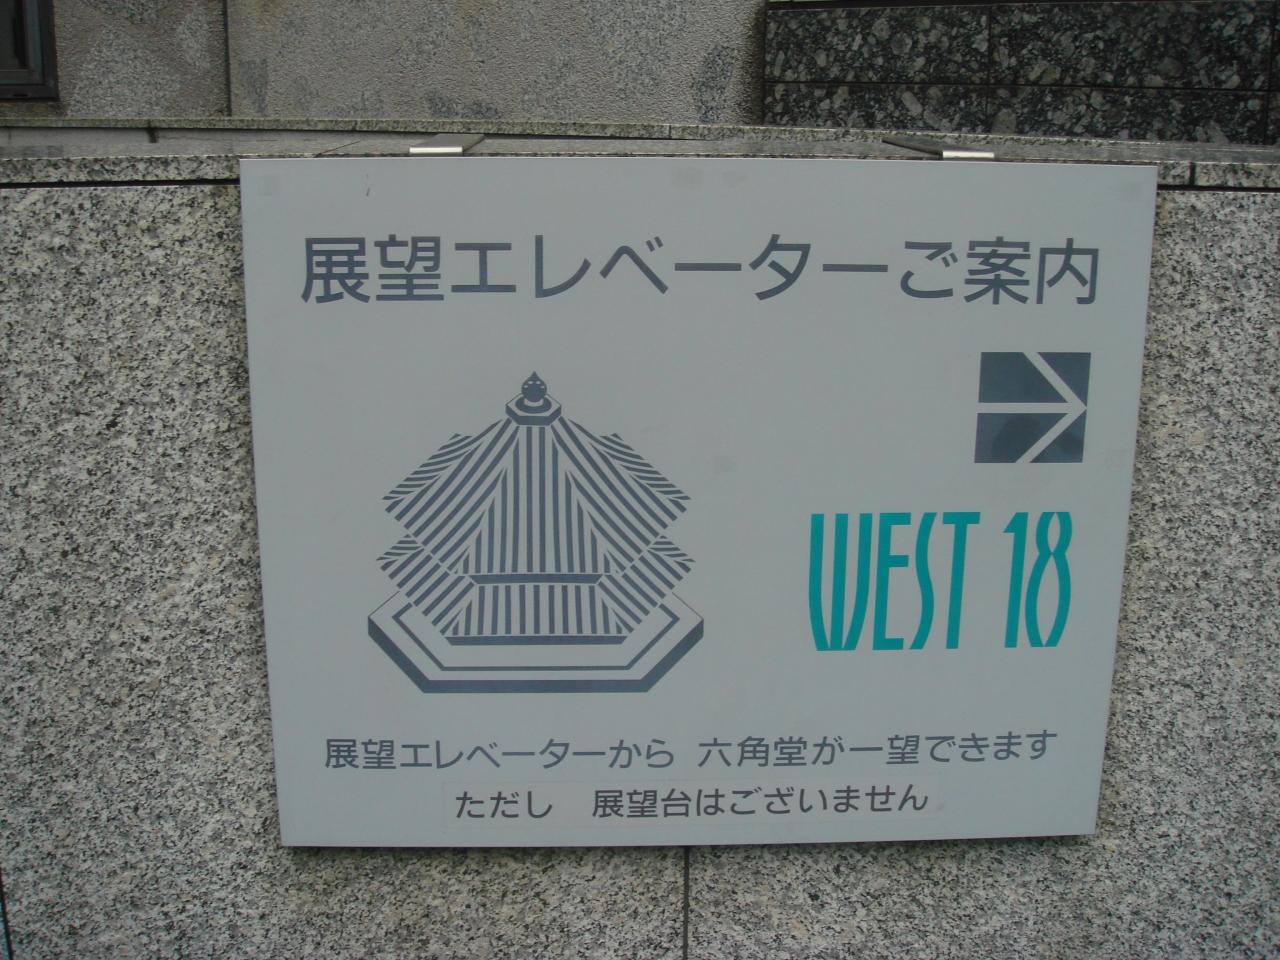 展望エレベーターご案内
WEST 18
展望エレベーターから 六角堂が一望できます
ただし 展望台はございません